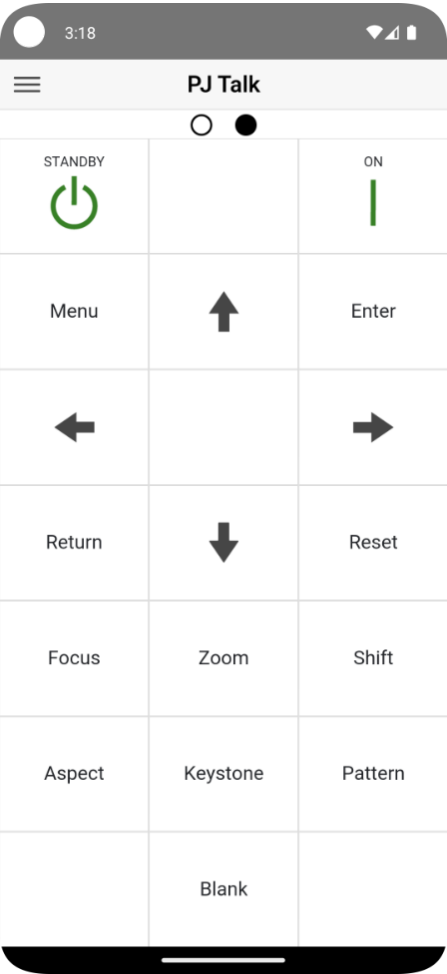 3:18
PJ Talk
STANDBY
ON
Menu
Enter
Return
Reset
Focus
Zoom
Shift
Aspect
Keystone
Pattern
Blank